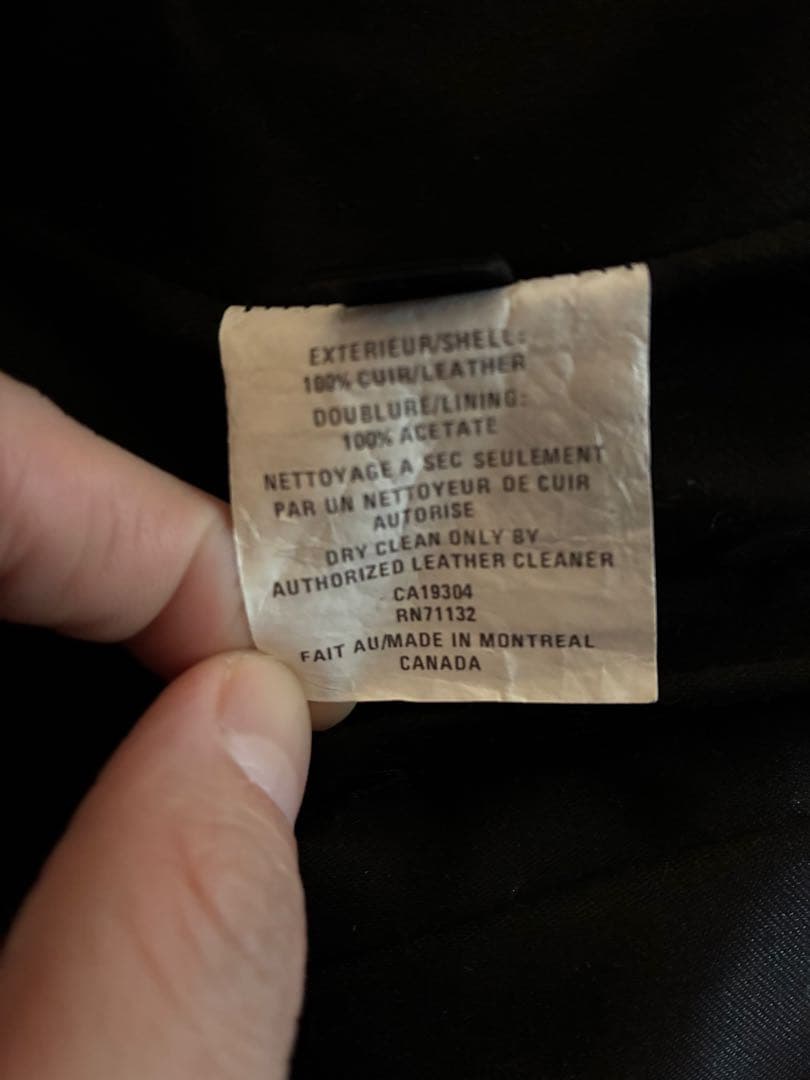 EXTERIEUR/SHELL:
100% CUIR/LEATHER
DOUBLURE/LINING:
100% ACETATE
NETTOYAGE A SEC SEULEMENT
PAR UN NETTOYEUR DE CUIR
AUTORISE
DRY CLEAN ONLY BY
AUTHORIZED LEATHER CLEANER
CA19304
RN71132
FAIT AU/MADE IN MONTREAL
CANADA